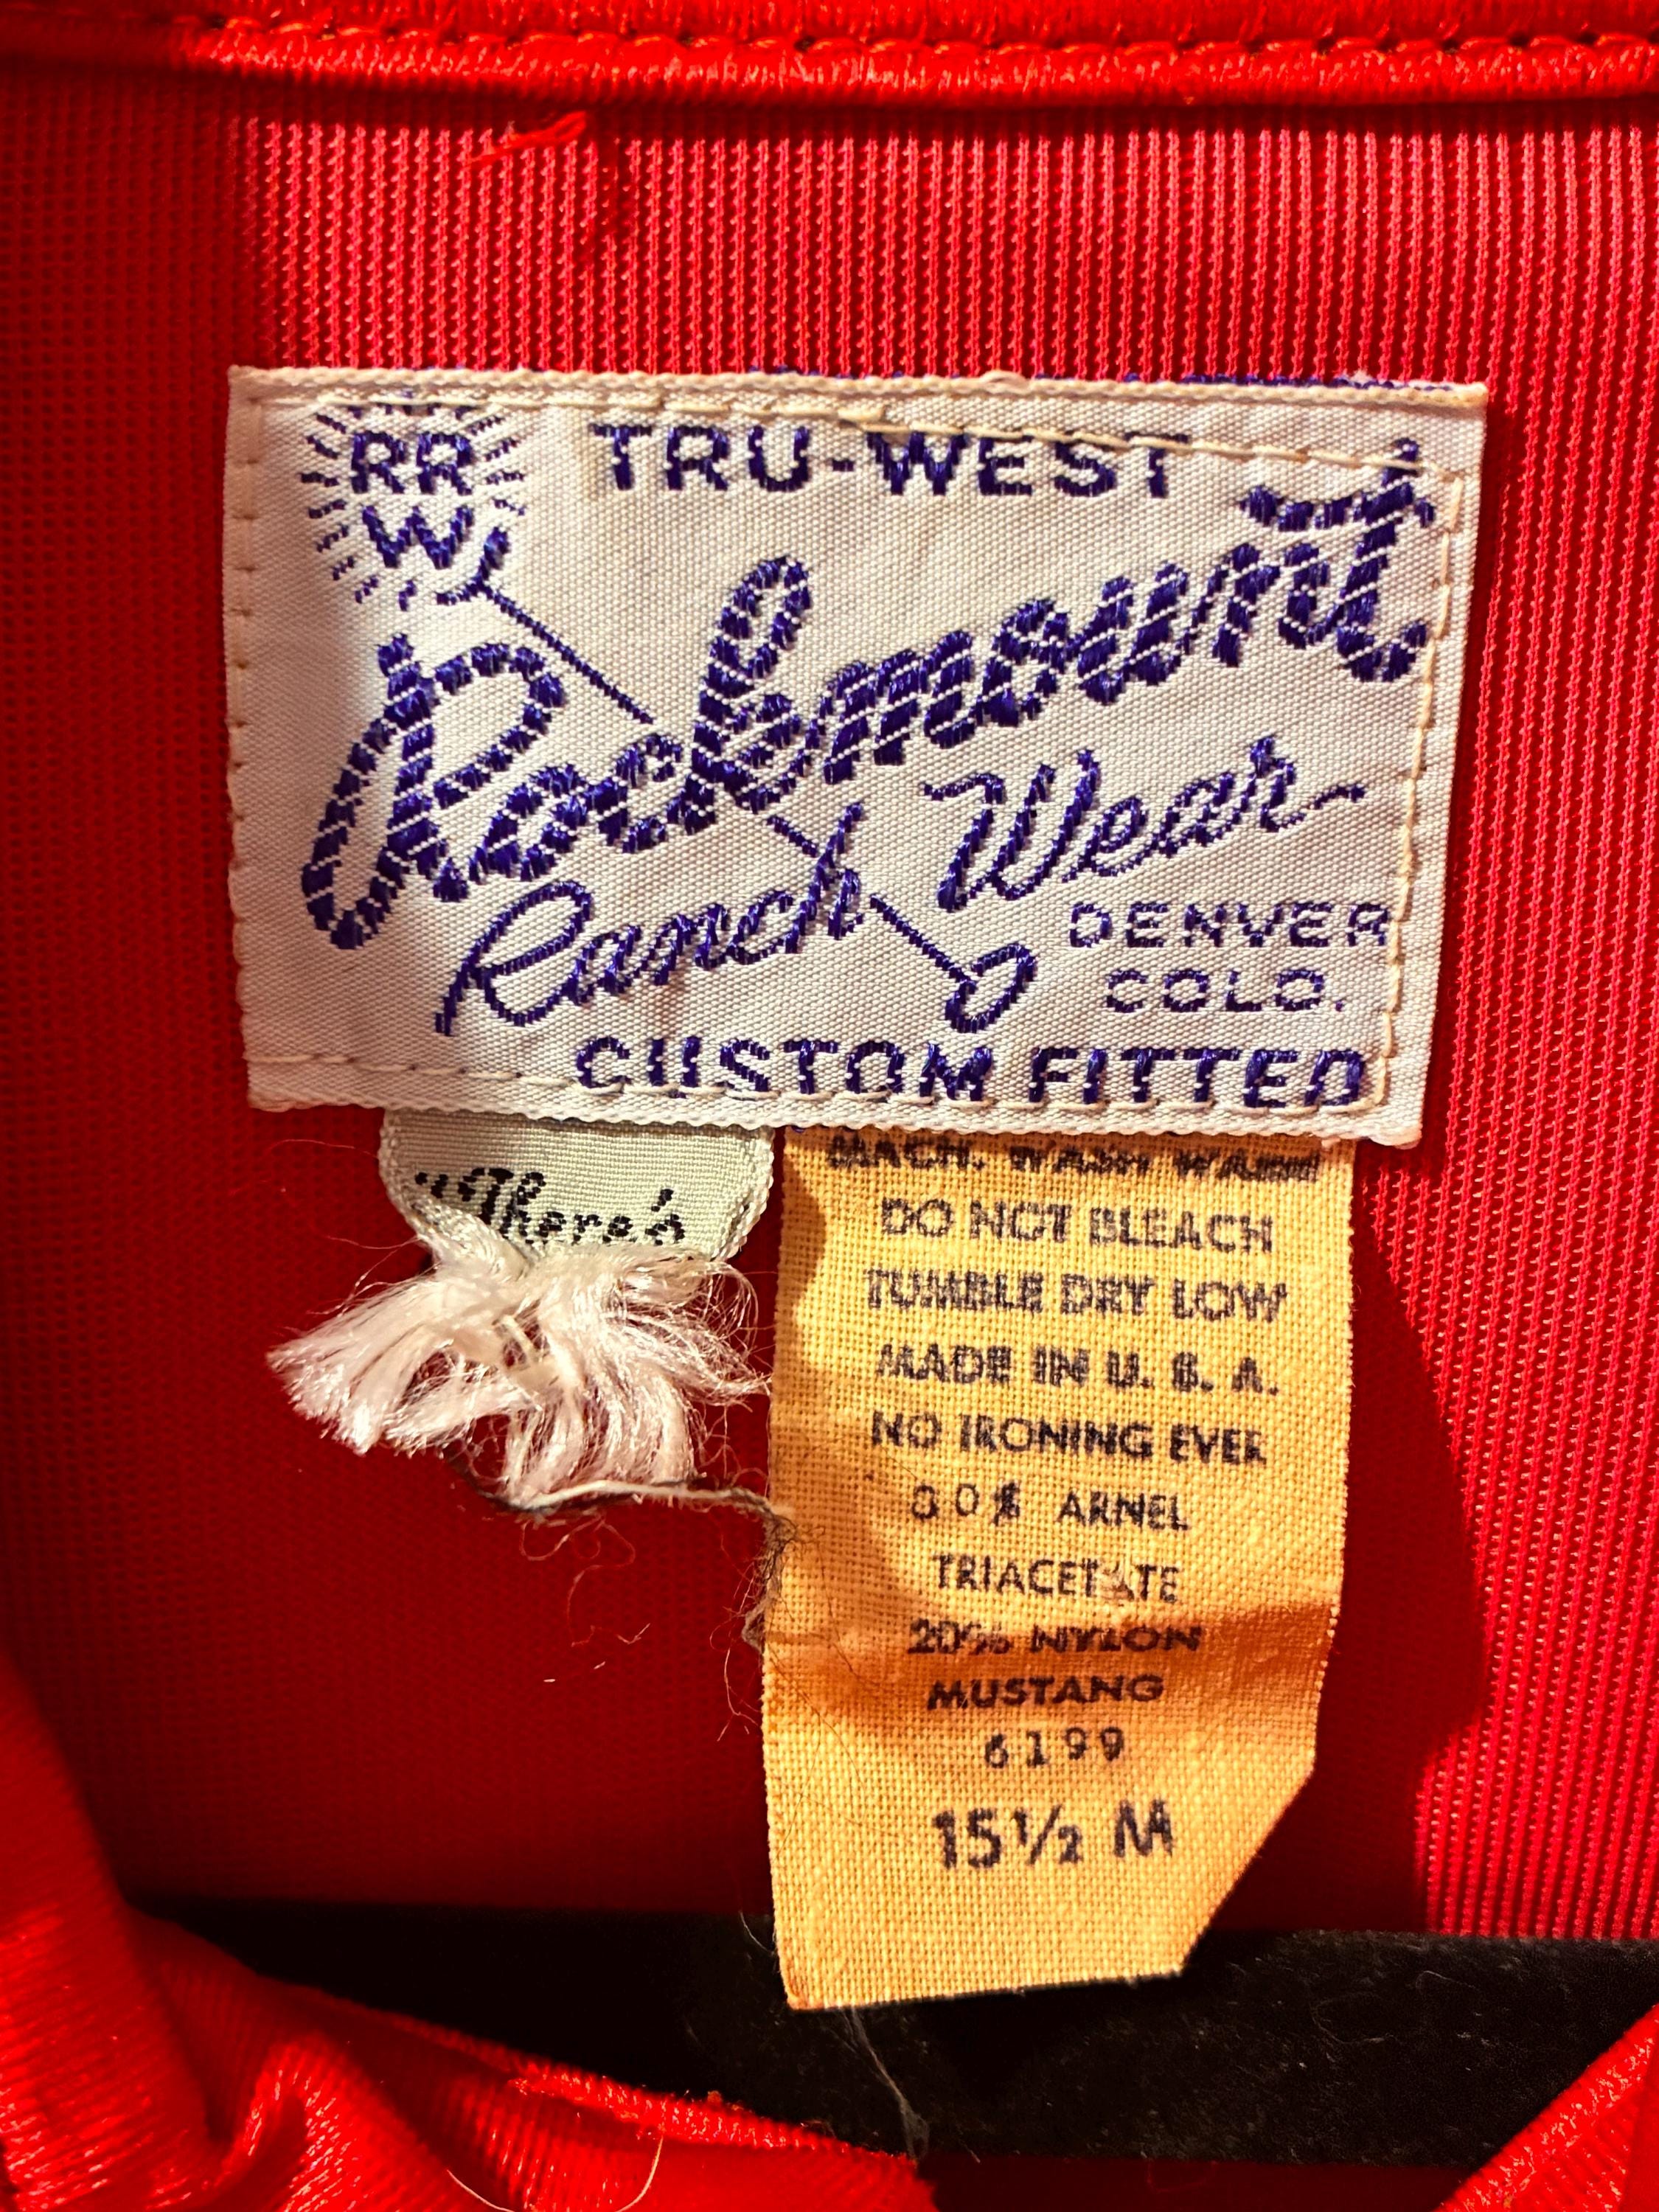 RR
W
TRU-WEST
Rockmount
Ranch Wear
DENVER
COLO.
CUSTOM FITTED
"There's
MACH. WASH WARM
DO NOT BLEACH
TUMBLE DRY LOW
MADE IN U. S. A.
NO IRONING EVER
80% ARNEL
TRIACETATE
20% NYLON
MUSTANG
6199
15½ M